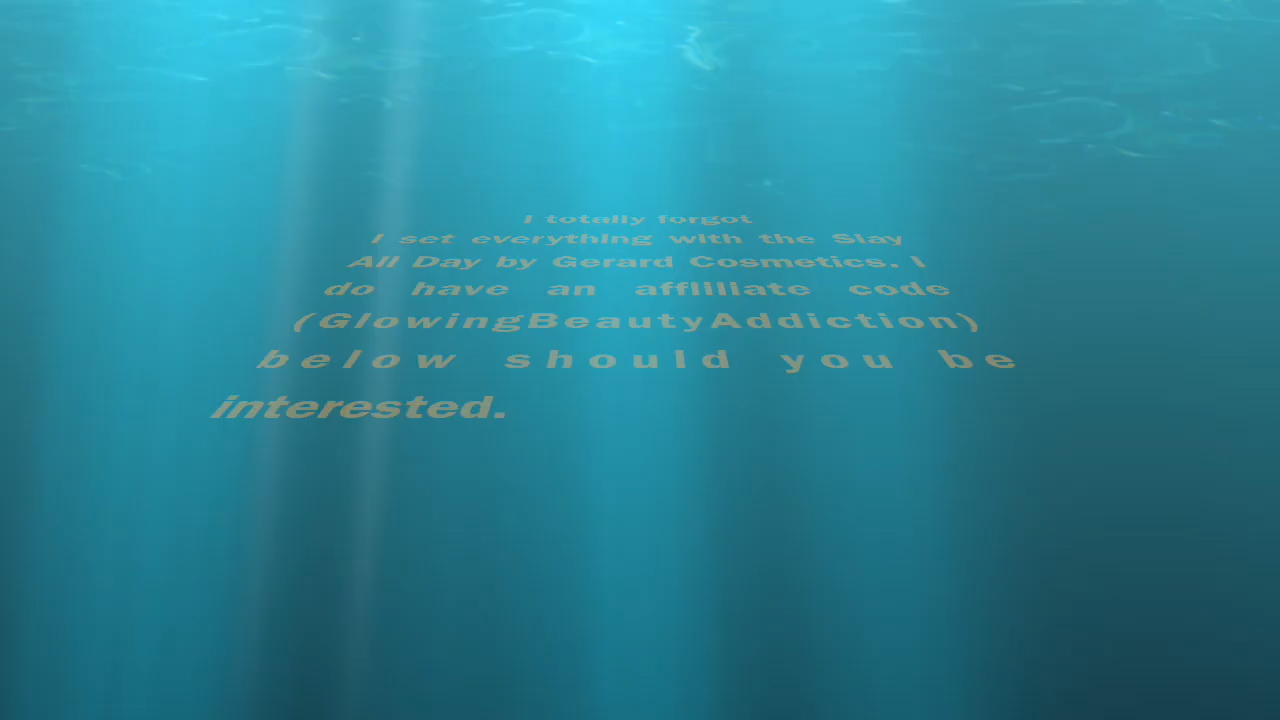 I totally forgot
I set everything with the Slay
All Day by Gerard Cosmetics. I
do have an affliliate code
(GlowingBeautyAddiction)
below should you be
interested.